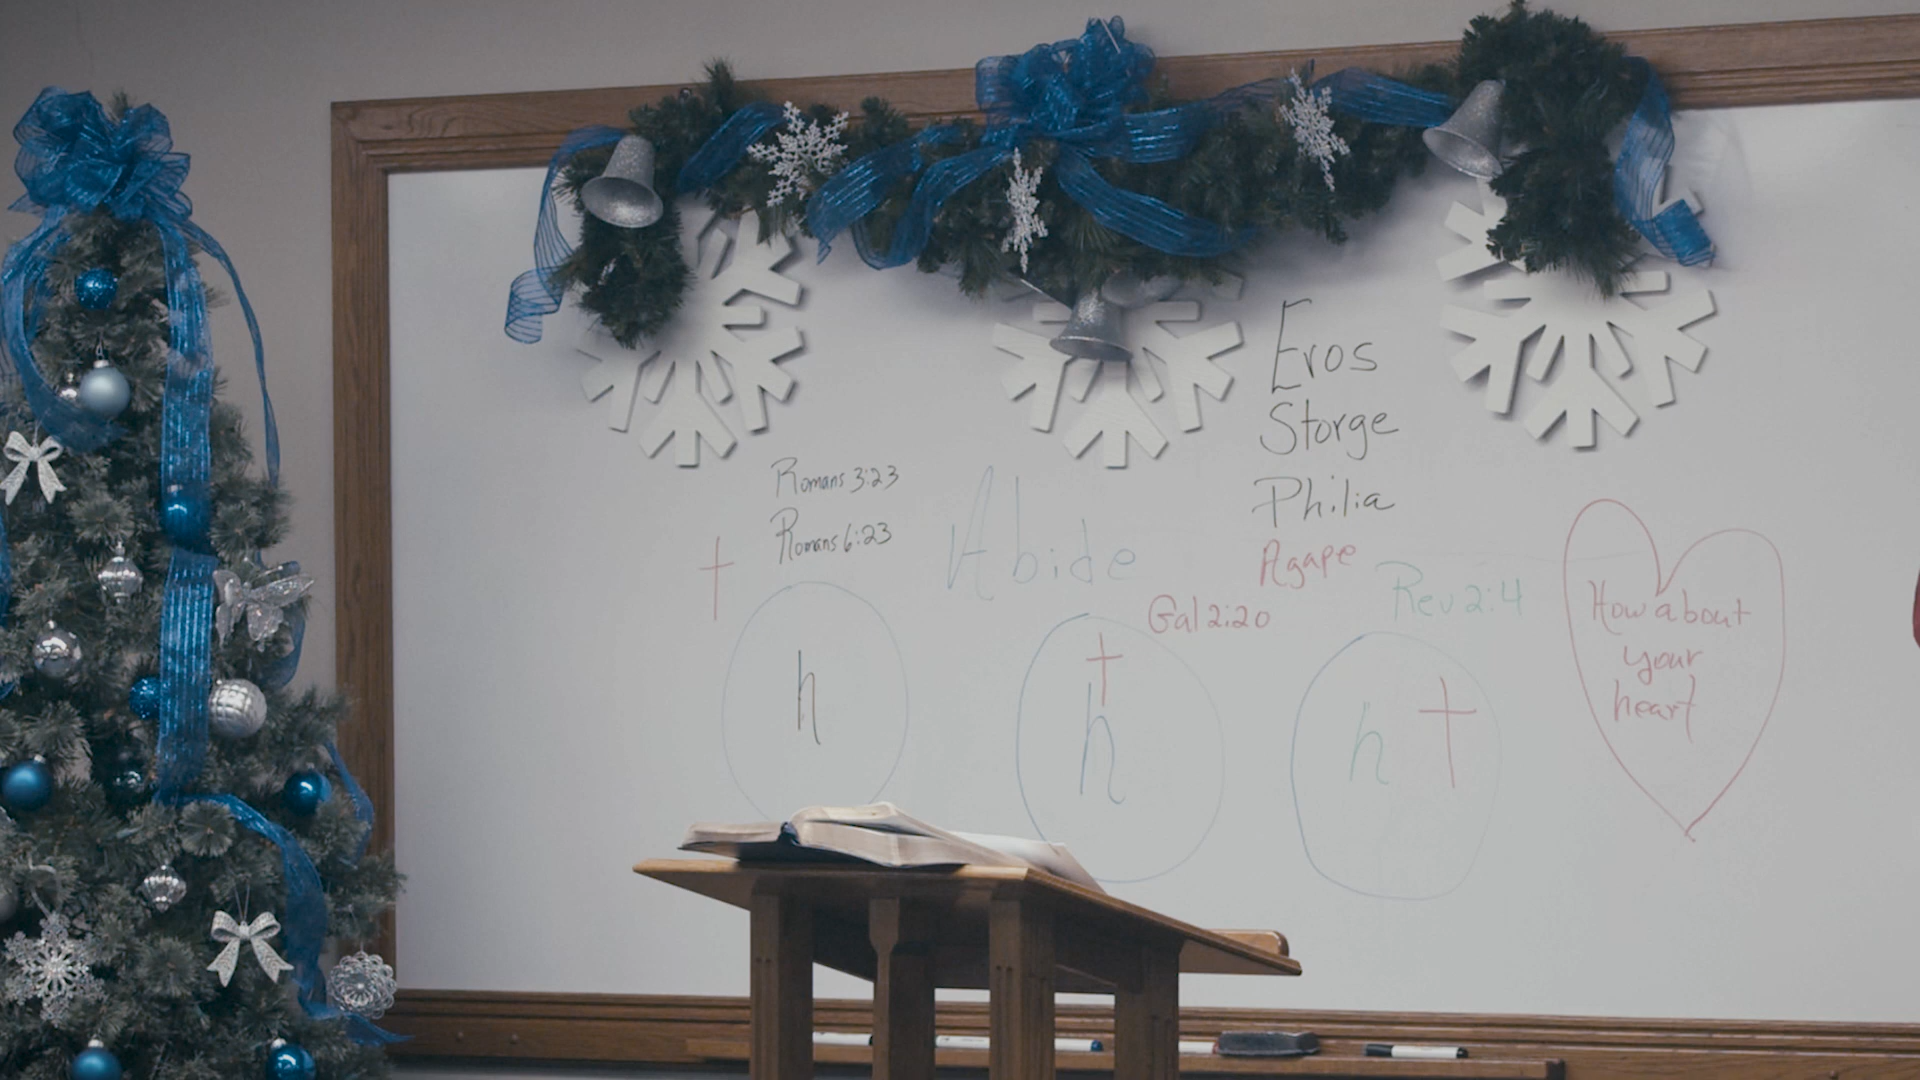 Eros
Storge
Philia
Agape
Romans 3:23
Romans 6:23
Abide
Gal 2:20
Rev 2:4
h
h
h
How about
your
heart